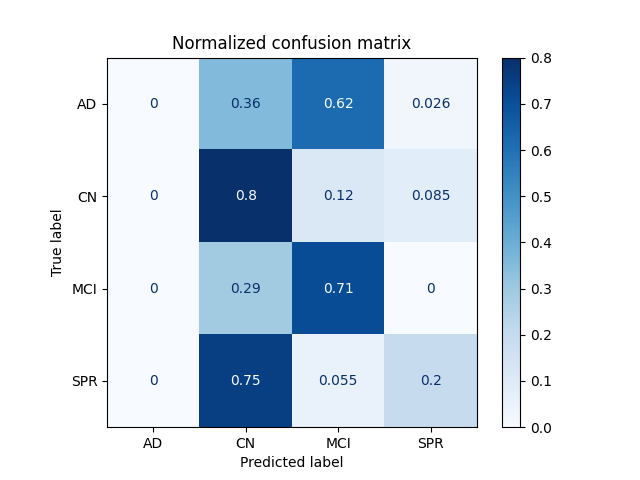 Normalized confusion matrix
True label
AD 0 0.36 0.62 0.026
CN 0 0.8 0.12 0.085
MCI 0 0.29 0.71 0
SPR 0 0.75 0.055 0.2
AD CN MCI SPR
Predicted label
0.8
0.7
0.6
0.5
0.4
0.3
0.2
0.1
0.0